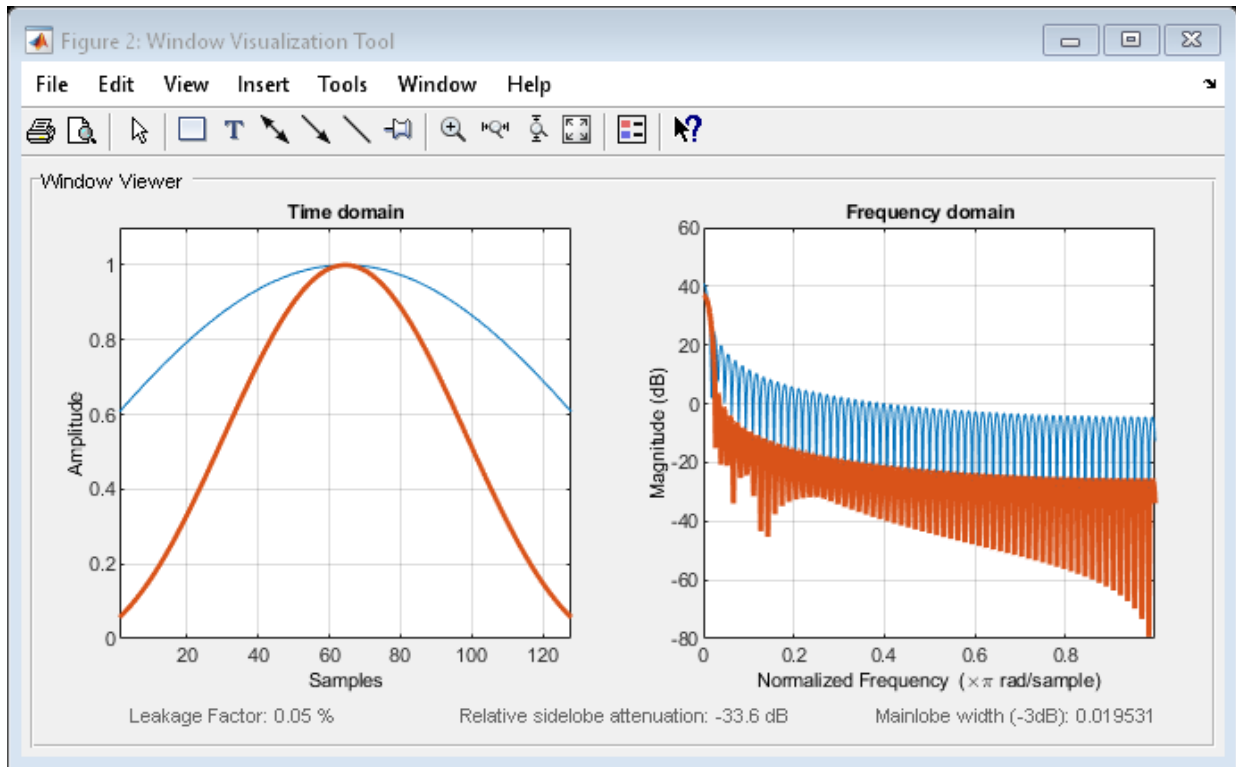 Figure 2: Window Visualization Tool
File Edit View Insert Tools Window Help
T
?
Window Viewer
Time domain
1
0.8
0.6
0.4
0.2
0
Amplitude
20 40 60 80 100 120
Samples
Frequency domain
60
40
20
0
-20
-40
-60
-80
Magnitude (dB)
0 0.2 0.4 0.6 0.8
Normalized Frequency (×π rad/sample)
Leakage Factor: 0.05 % Relative sidelobe attenuation: -33.6 dB Mainlobe width (-3dB): 0.019531